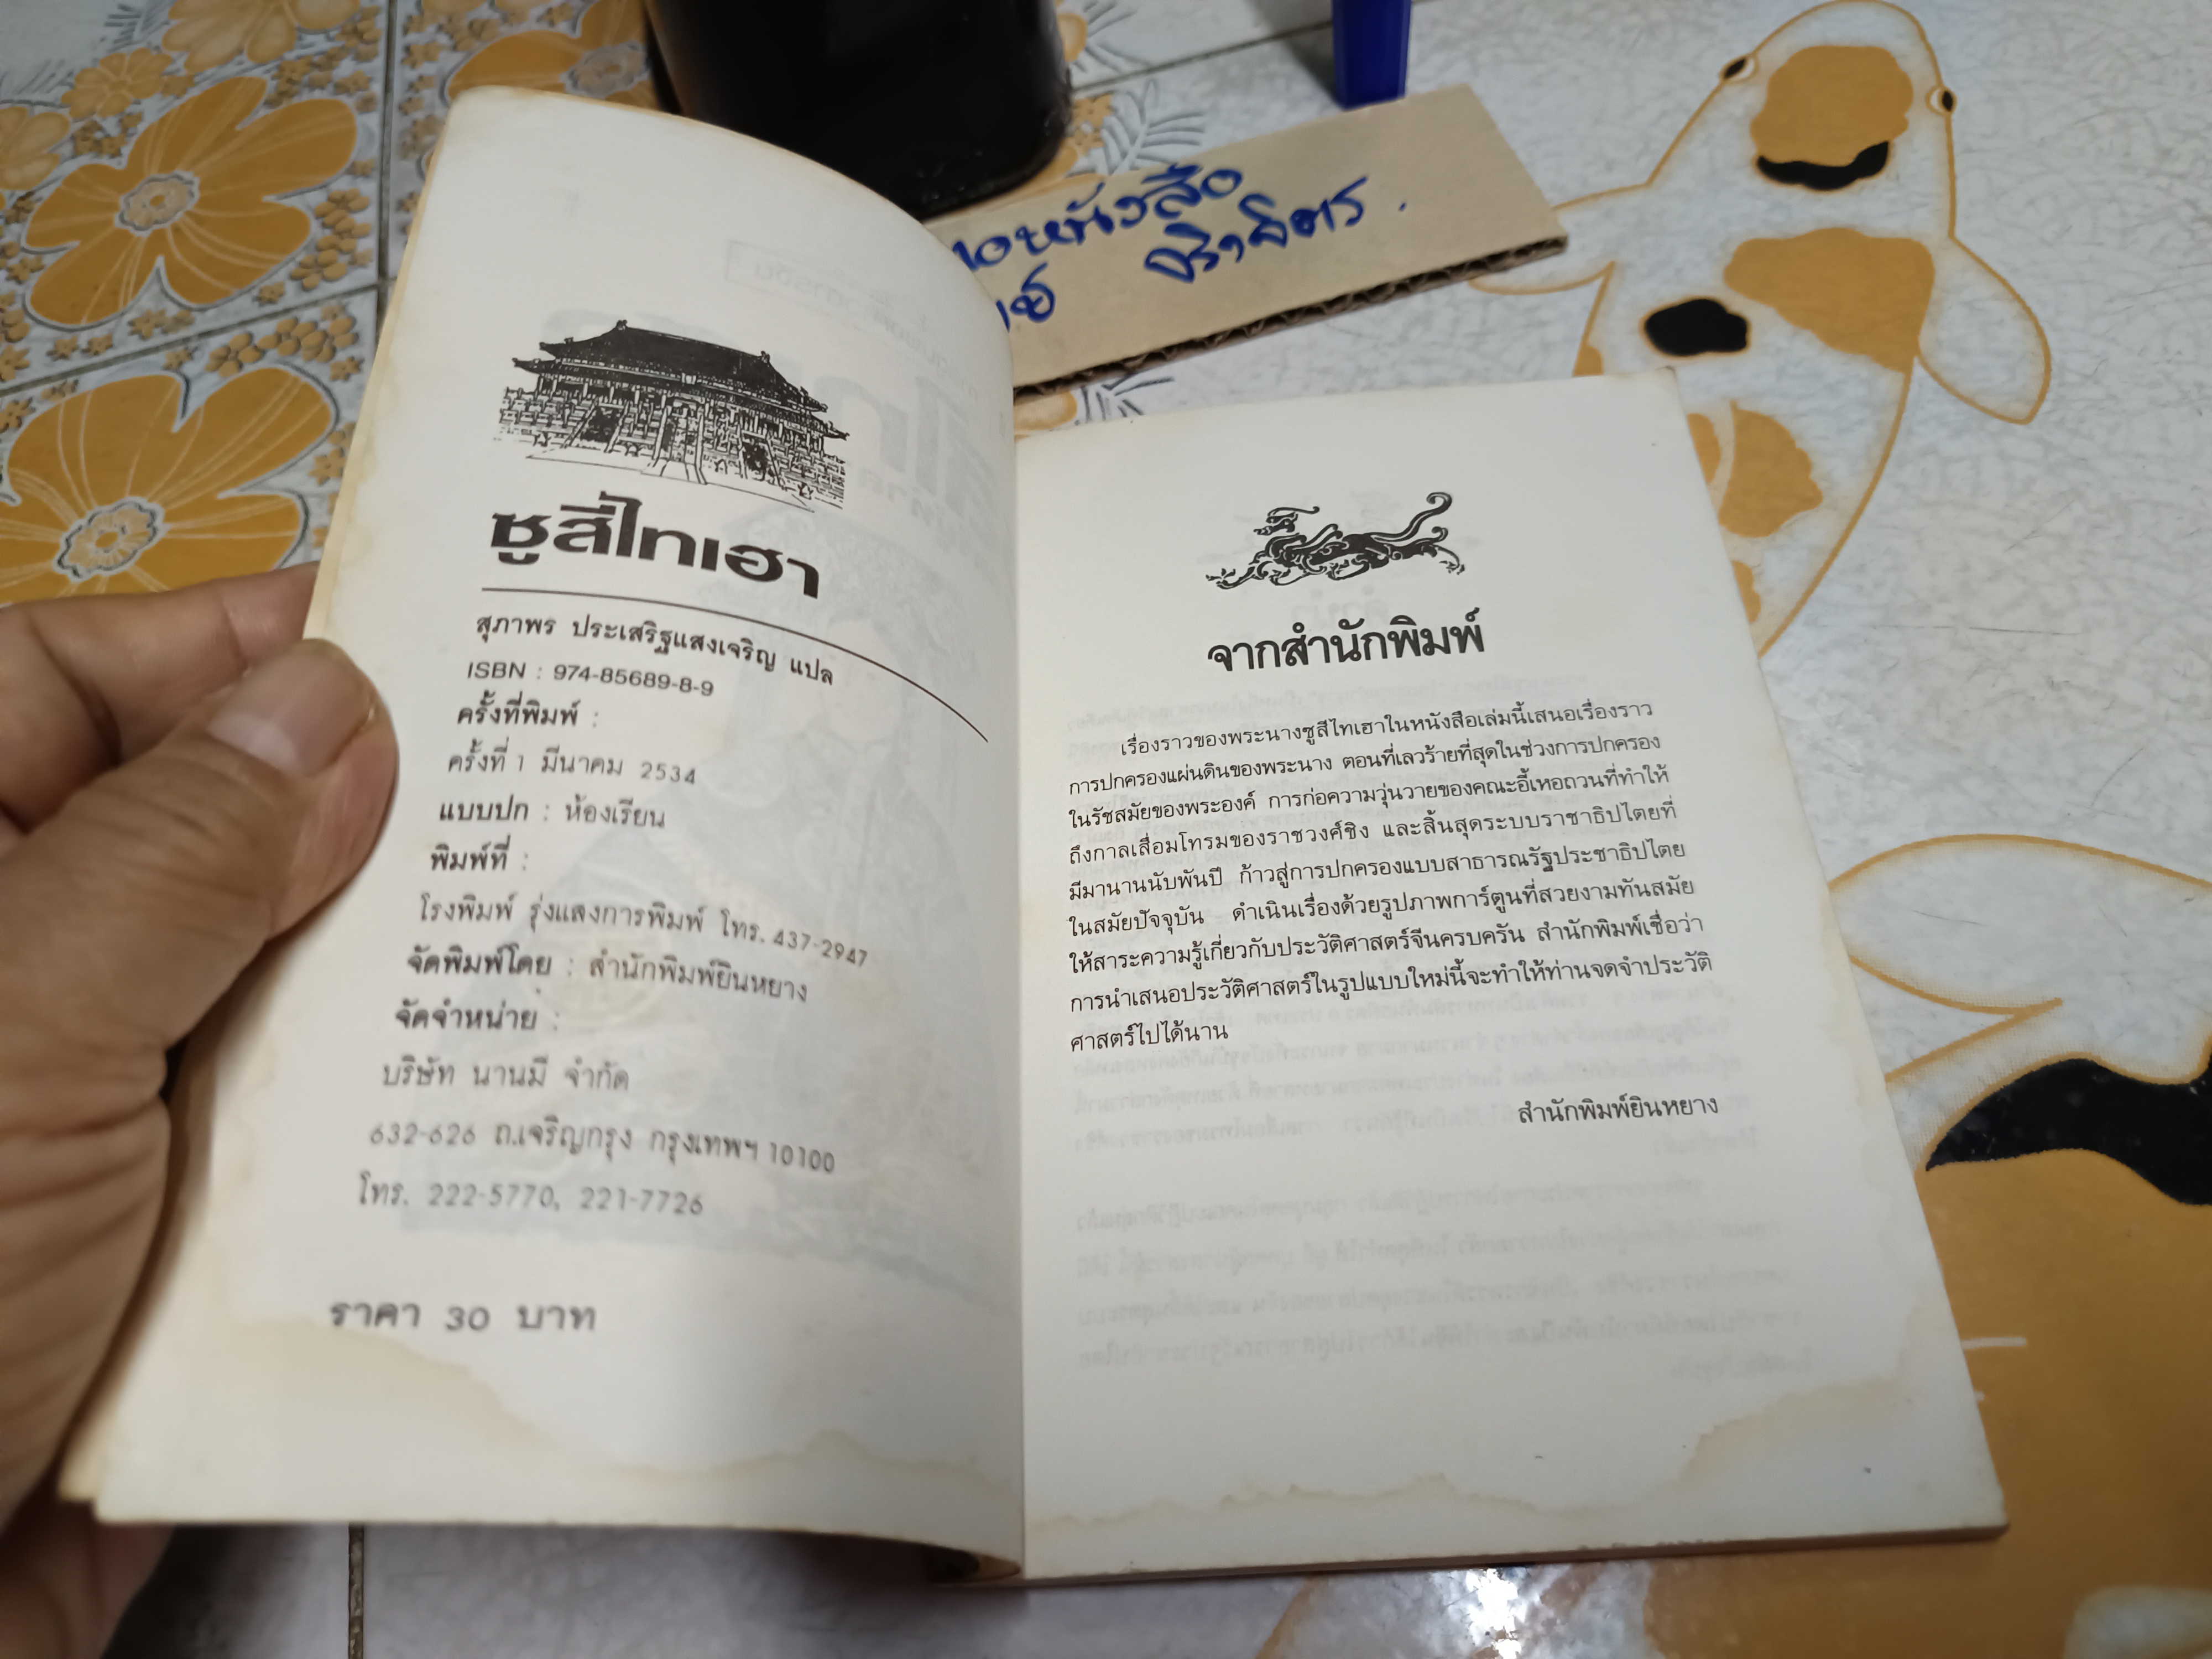 อหนังสือ
จิรจิตร.
ซูสีไทเฮา
สุภาพร ประเสริฐแสงเจริญ แปล
ISBN : 974-85689-8-9
ครั้งที่พิมพ์ :
ครั้งที่ 1 มีนาคม 2534
แบบปก : ห้องเรียน
พิมพ์ที่ :
โรงพิมพ์ รุ่งแสงการพิมพ์ โทร. 437-2947
จัดพิมพ์โดย : สำนักพิมพ์ยินหยาง
จัดจำหน่าย :
บริษัท นานมี จำกัด
632-626 ถ.เจริญกรุง กรุงเทพฯ 10100
โทร. 222-5770, 221-7726
ราคา 30 บาท
จากสำนักพิมพ์
เรื่องราวของพระนางซูสีไทเฮาในหนังสือเล่มนี้เสนอเรื่องราว
การปกครองแผ่นดินของพระนาง ตอนที่เลวร้ายที่สุดในช่วงการปกครอง
ในรัชสมัยของพระองค์ การก่อความวุ่นวายของคณะอี้เหอถวนที่ทำให้
ถึงกาลเสื่อมโทรมของราชวงศ์ชิง และสิ้นสุดระบบราชาธิปไตยที่
มีมานานนับพันปี ก้าวสู่การปกครองแบบสาธารณรัฐประชาธิปไตย
ในสมัยปัจจุบัน ดำเนินเรื่องด้วยรูปภาพการ์ตูนที่สวยงามทันสมัย
ให้สาระความรู้เกี่ยวกับประวัติศาสตร์จีนครบครัน สำนักพิมพ์เชื่อว่า
การนำเสนอประวัติศาสตร์ในรูปแบบใหม่นี้จะทำให้ท่านจดจำประวัติ
ศาสตร์ไปได้นาน
สำนักพิมพ์ยินหยาง